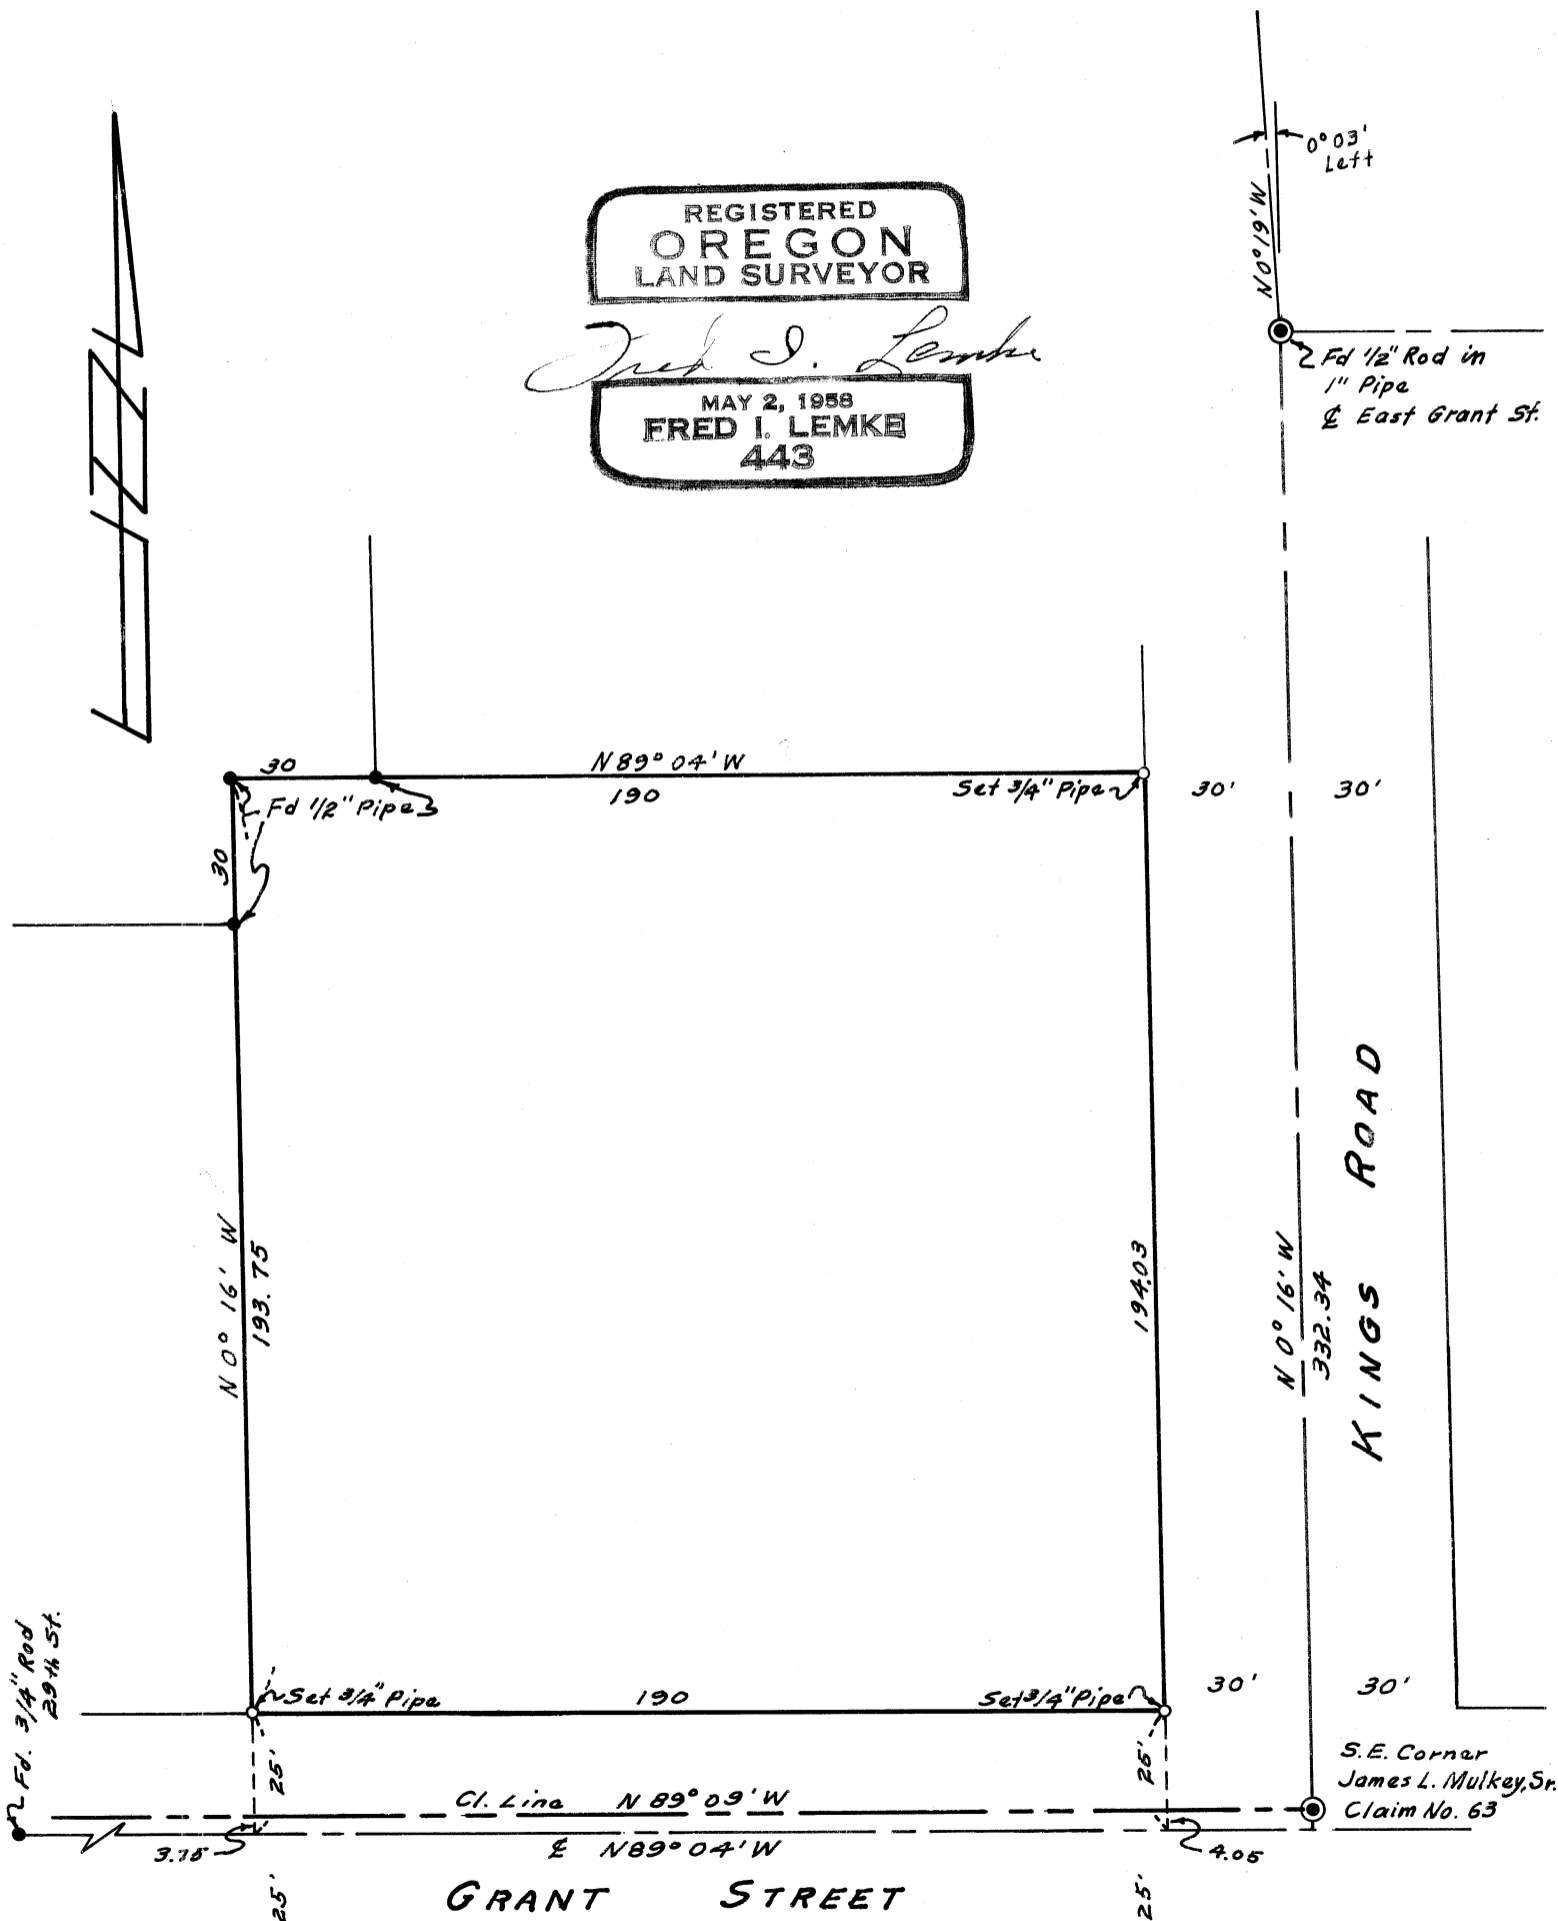 0°03'
Left
N0°19'W
REGISTERED
OREGON
LAND SURVEYOR
Fred I. Lemke
MAY 2, 1958
FRED I. LEMKE
443
Fd 1/2" Rod in
1" Pipe
℄ East Grant St.
30
N 89° 04' W
190
Set 3/4" Pipe
30'
30'
Fd 1/2" Pipe
30
KINGS ROAD
N 0° 16' W
193.75
194.03
N 0° 16' W
332.34
Fd. 3/4" Rod
29th St.
Set 3/4" Pipe
190
Set 3/4" Pipe
30'
30'
25'
25'
S.E. Corner
James L. Mulkey, Sr.
Claim No. 63
Cl. Line N 89° 09' W
3.75
℄ N89° 04' W
4.05
25'
GRANT STREET
25'